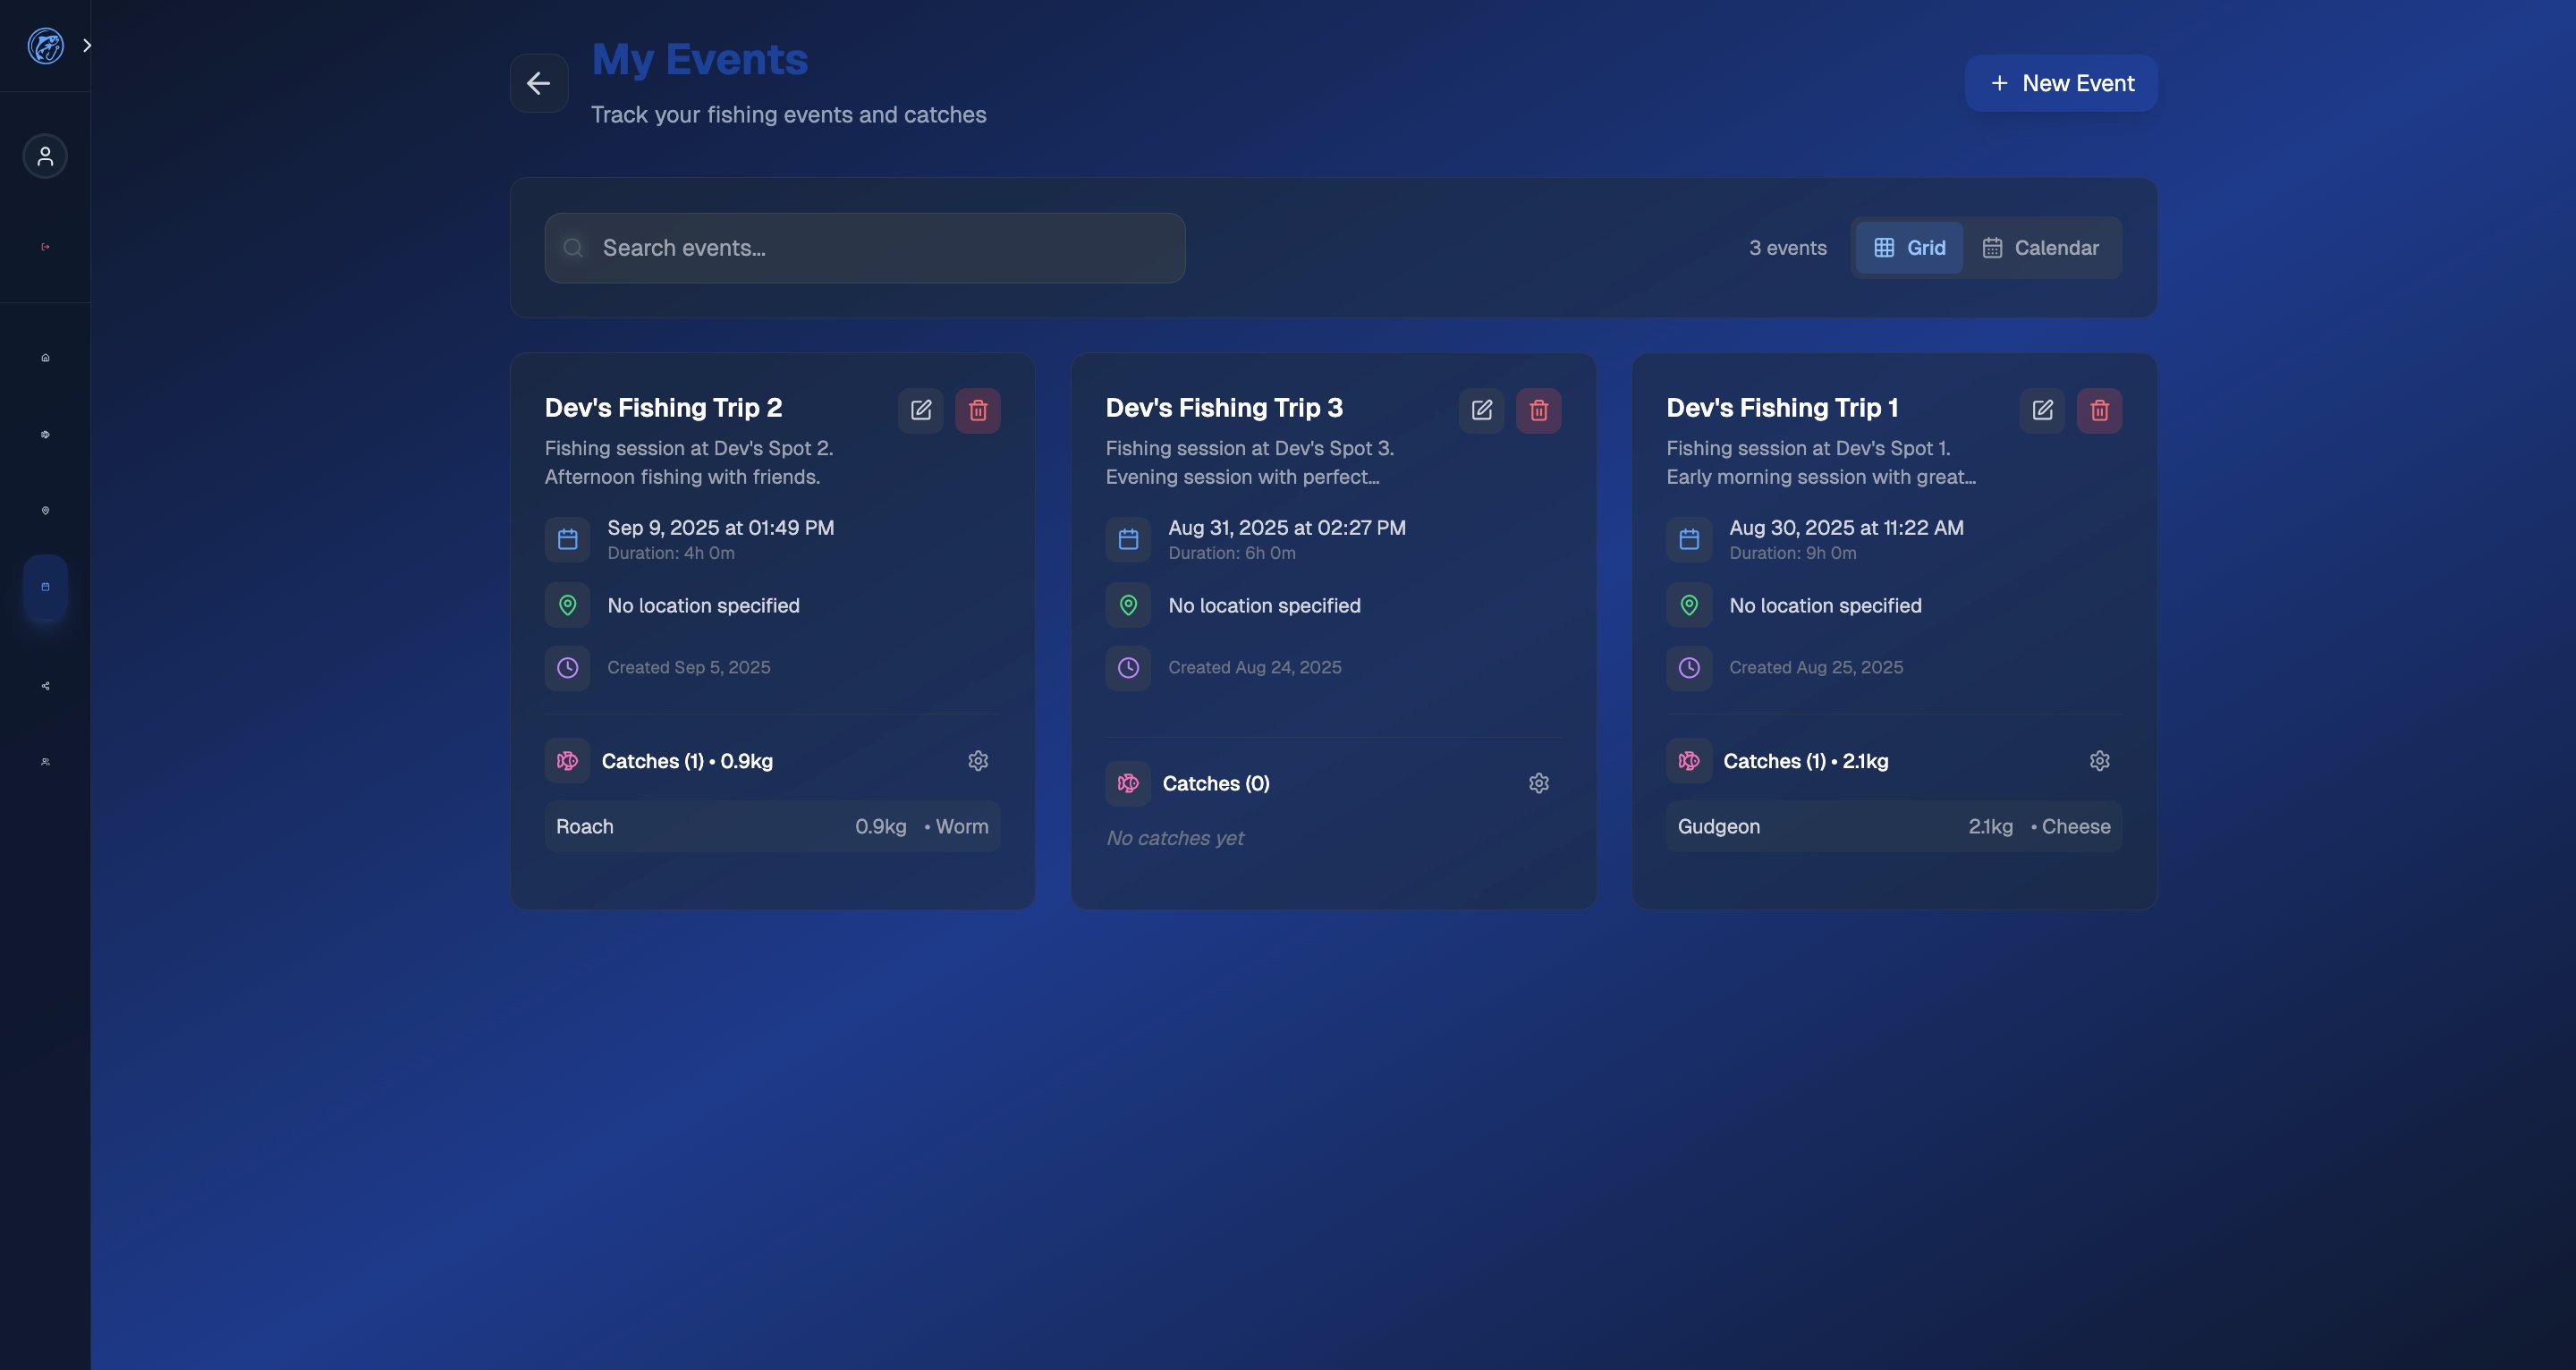 My Events
Track your fishing events and catches
New Event
Search events...
3 events
Grid
Calendar
Dev's Fishing Trip 2
Fishing session at Dev's Spot 2.
Afternoon fishing with friends.
Sep 9, 2025 at 01:49 PM
Duration: 4h 0m
No location specified
Created Sep 5, 2025
Catches (1) • 0.9kg
Roach 0.9kg • Worm
Dev's Fishing Trip 3
Fishing session at Dev's Spot 3.
Evening session with perfect...
Aug 31, 2025 at 02:27 PM
Duration: 6h 0m
No location specified
Created Aug 24, 2025
Catches (0)
No catches yet
Dev's Fishing Trip 1
Fishing session at Dev's Spot 1.
Early morning session with great...
Aug 30, 2025 at 11:22 AM
Duration: 9h 0m
No location specified
Created Aug 25, 2025
Catches (1) • 2.1kg
Gudgeon 2.1kg • Cheese